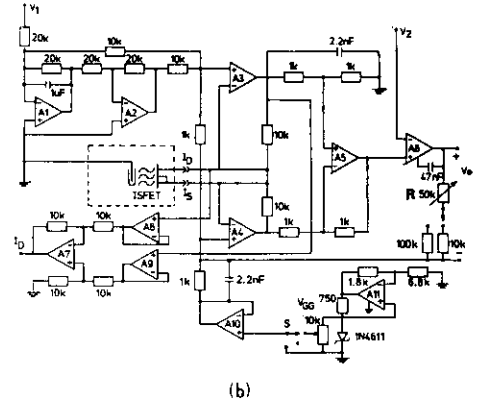 V1
20k
10k
20k
20k
10k
1uF
A1
A2
A3
2.2nF
1k
1k
V2
1k
10k
A5
A6
+
47nF
Vo
R 50k
ISFET
ID
IS
10k
A4
1k
1k
100k
10k
10k
10k
A8
ID
A7
A9
10k
10k
1k
2.2nF
A10
S
VGG
750
10k
1.8k
6.8k
A11
1N4611
(b)